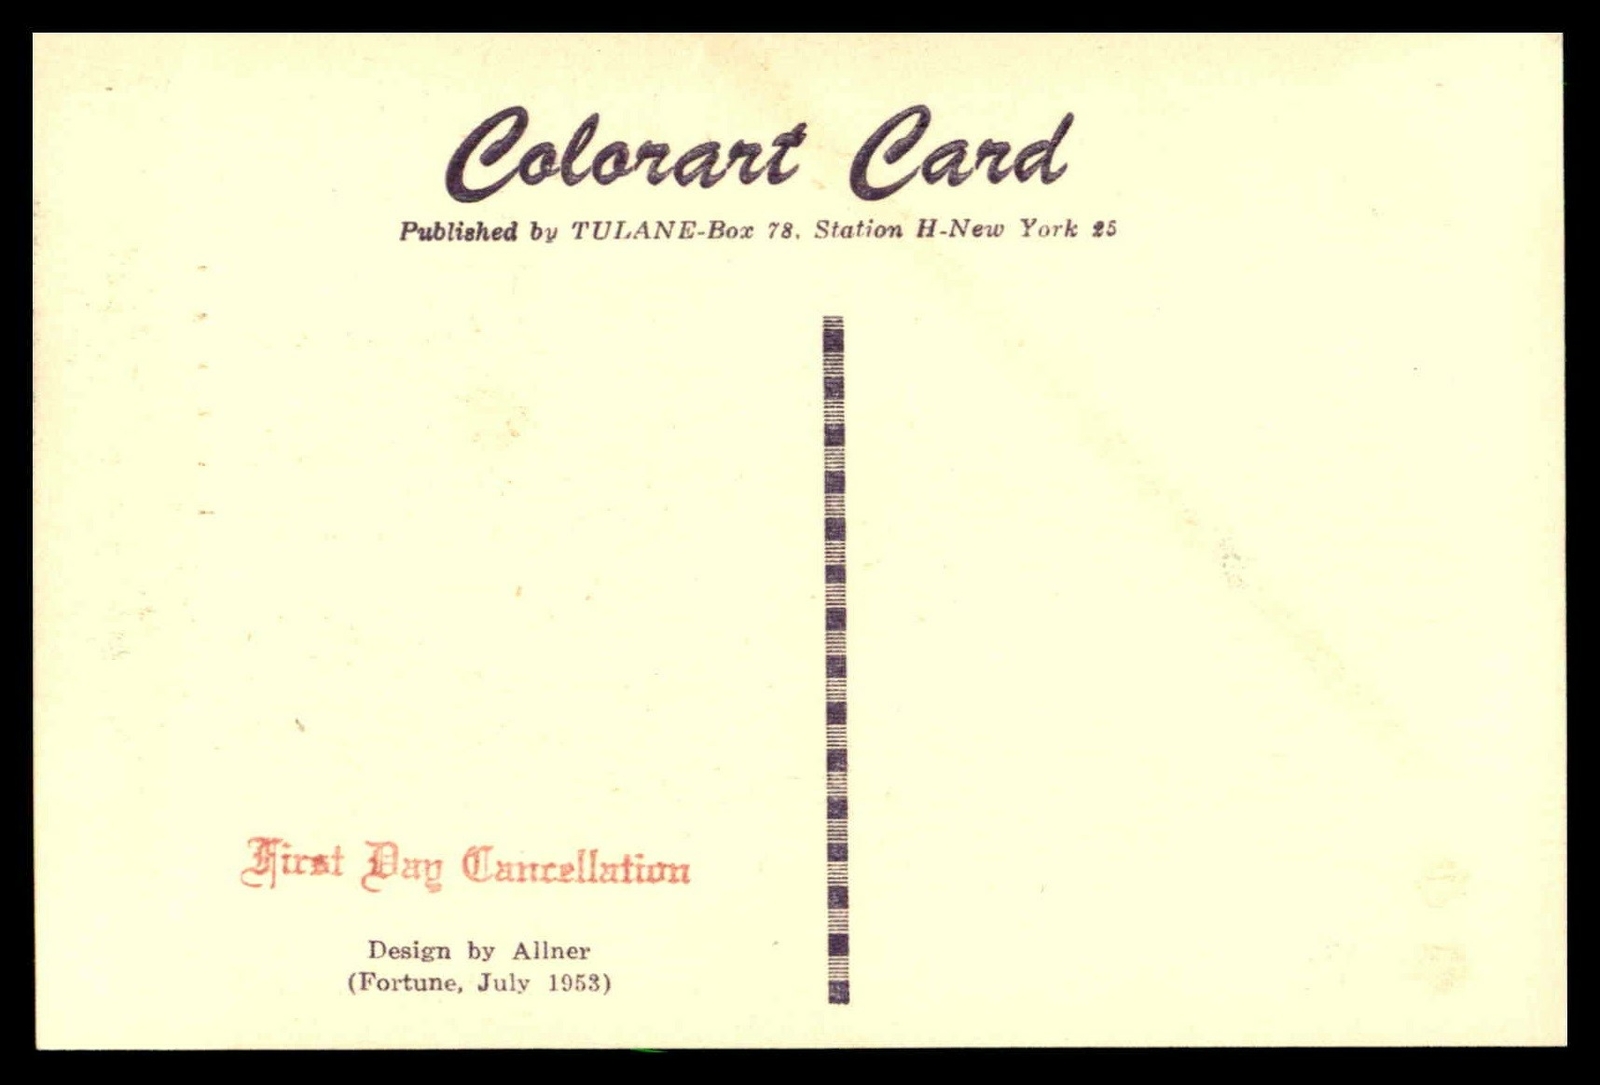 Colorart Card
Published by TULANE-Box 78, Station H-New York 25
First Day Cancellation
Design by Allner
(Fortune, July 1953)